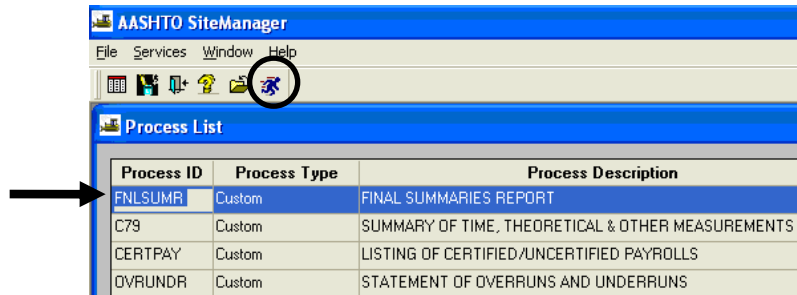 AASHTO SiteManager
File Services Window Help
Process List
Process ID Process Type Process Description
FNLSUMR Custom FINAL SUMMARIES REPORT
C79 Custom SUMMARY OF TIME, THEORETICAL & OTHER MEASUREMENTS
CERTPAY Custom LISTING OF CERTIFIED/UNCERTIFIED PAYROLLS
OVRUNDR Custom STATEMENT OF OVERRUNS AND UNDERRUNS